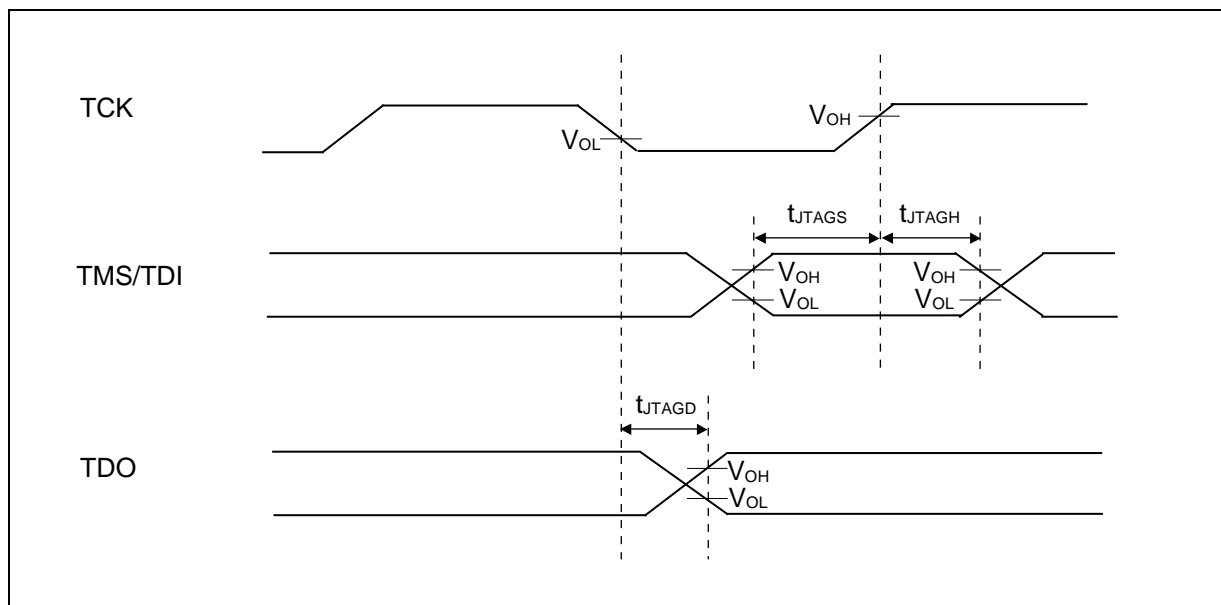 TCK
VOL
VOH
tJTAGS
tJTAGH
TMS/TDI
VOH
VOL
VOH
VOL
tJTAGD
TDO
VOH
VOL